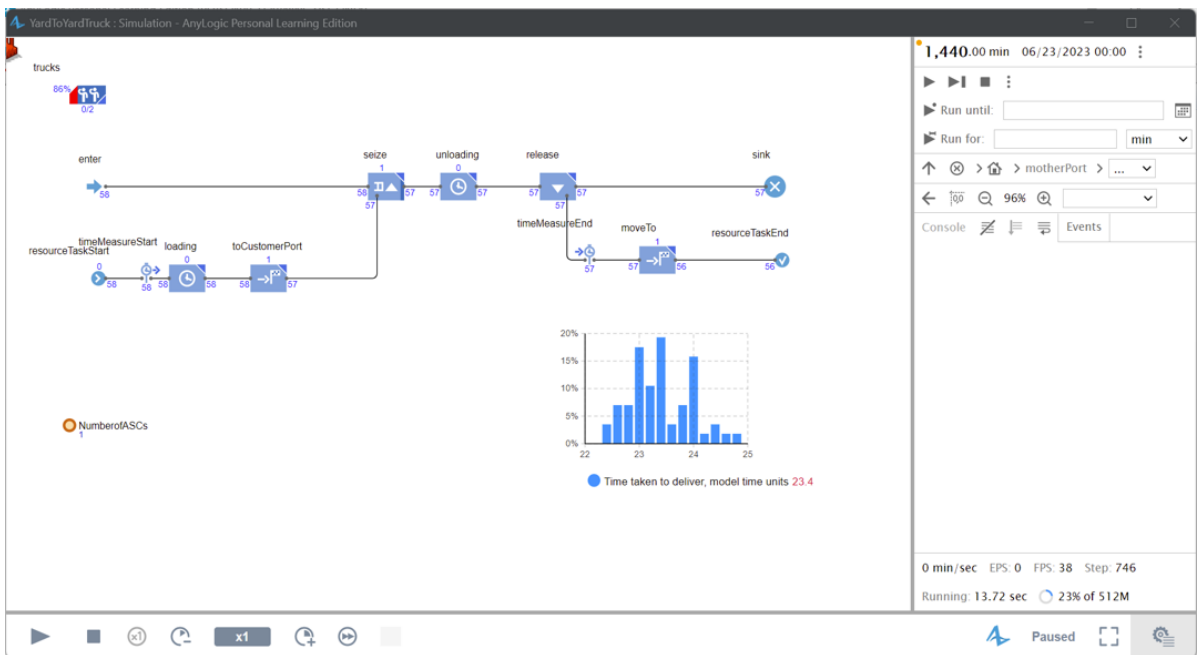 YardToYardTruck : Simulation - AnyLogic Personal Learning Edition
trucks
86%
0/2
enter
58
seize
1
58
57
57
unloading
0
57
57
release
57
57
57
sink
57
timeMeasureStart
resourceTaskStart
0
58
58
loading
0
58
58
toCustomerPort
1
58
57
timeMeasureEnd
57
moveTo
1
57
56
resourceTaskEnd
56
NumberofASCs
1
20%
15%
10%
5%
0%
22 23 24 25
Time taken to deliver, model time units 23.4
1,440.00 min 06/23/2023 00:00
Run until:
Run for: min
> motherPort > ...
96%
Console Events
0 min/sec EPS: 0 FPS: 38 Step: 746
Running: 13.72 sec 23% of 512M
x1 x1 Paused